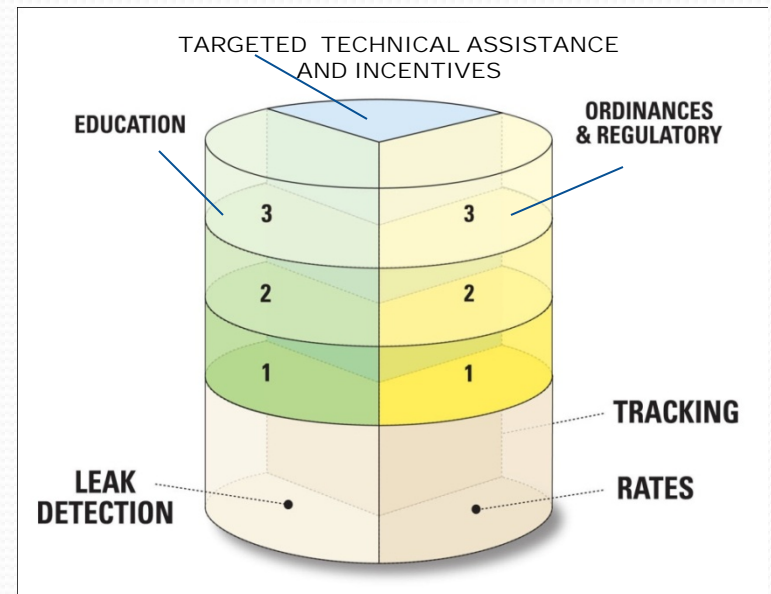 TARGETED TECHNICAL ASSISTANCE
AND INCENTIVES
EDUCATION
ORDINANCES
& REGULATORY
3
3
2
2
1
1
TRACKING
LEAK
DETECTION
RATES